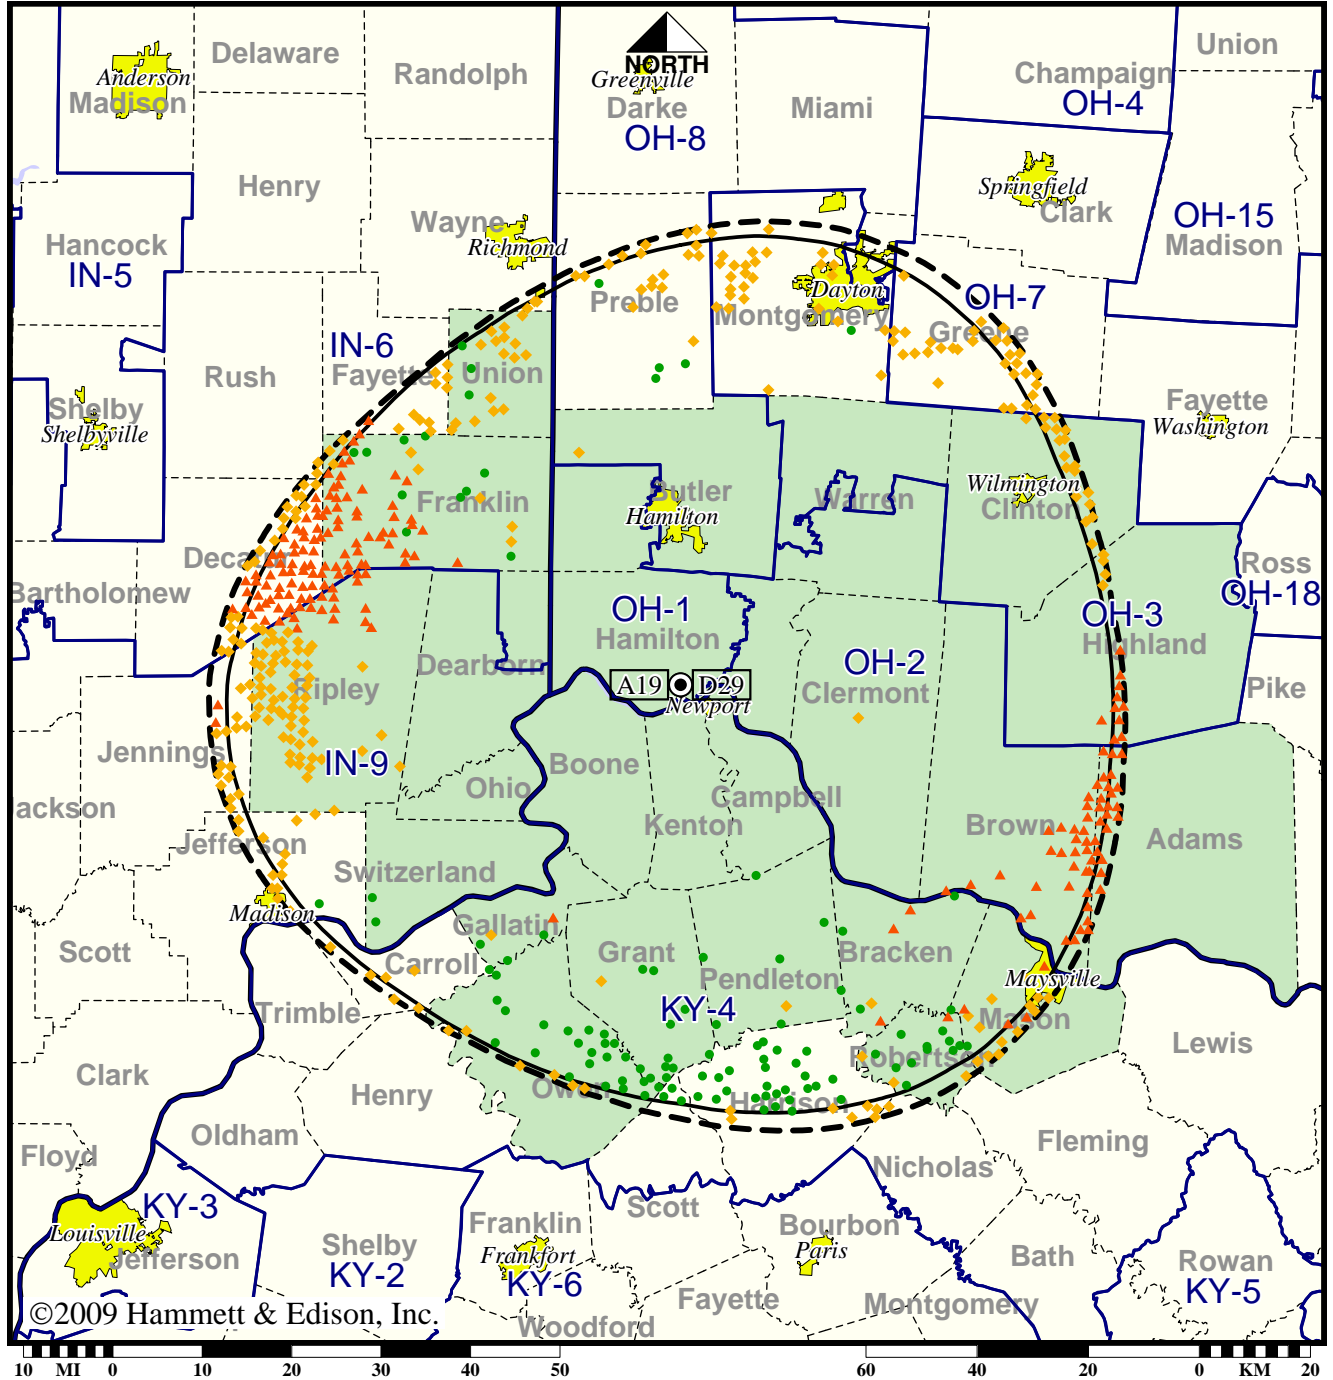 NORTH
Delaware
Randolph
Anderson
Madison
Greenville
Darke
OH-8
Miami
Union
Champaign
OH-4
Henry
Springfield
Clark
OH-15
Madison
Wayne
Richmond
Hancock
IN-5
Preble
Dayton
Montgomery
OH-7
Greene
IN-6
Fayette
Union
Rush
Shelby
Shelbyville
Fayette
Washington
Franklin
Butler
Hamilton
Warren
Wilmington
Clinton
Decatur
Bartholomew
Ross
OH-18
OH-1
Hamilton
OH-3
Highland
Dearborn
OH-2
Clermont
Ripley
A19
D29
Newport
Pike
Jennings
IN-9
Boone
Ohio
Campbell
Kenton
ackson
Brown
Adams
Jefferson
Switzerland
Madison
Gallatin
Grant
Bracken
Scott
Carroll
Pendleton
Maysville
KY-4
Trimble
Mason
Robertson
Lewis
Clark
Henry
Owen
Harrison
Oldham
Floyd
Fleming
Nicholas
KY-3
Louisville
Jefferson
Shelby
KY-2
Franklin
Frankfort
KY-6
Scott
Bourbon
Paris
Bath
Rowan
KY-5
Fayette
Montgomery
Woodford
©2009 Hammett & Edison, Inc.
10 MI 0 10 20 30 40 50 60 40 20 0 KM 20